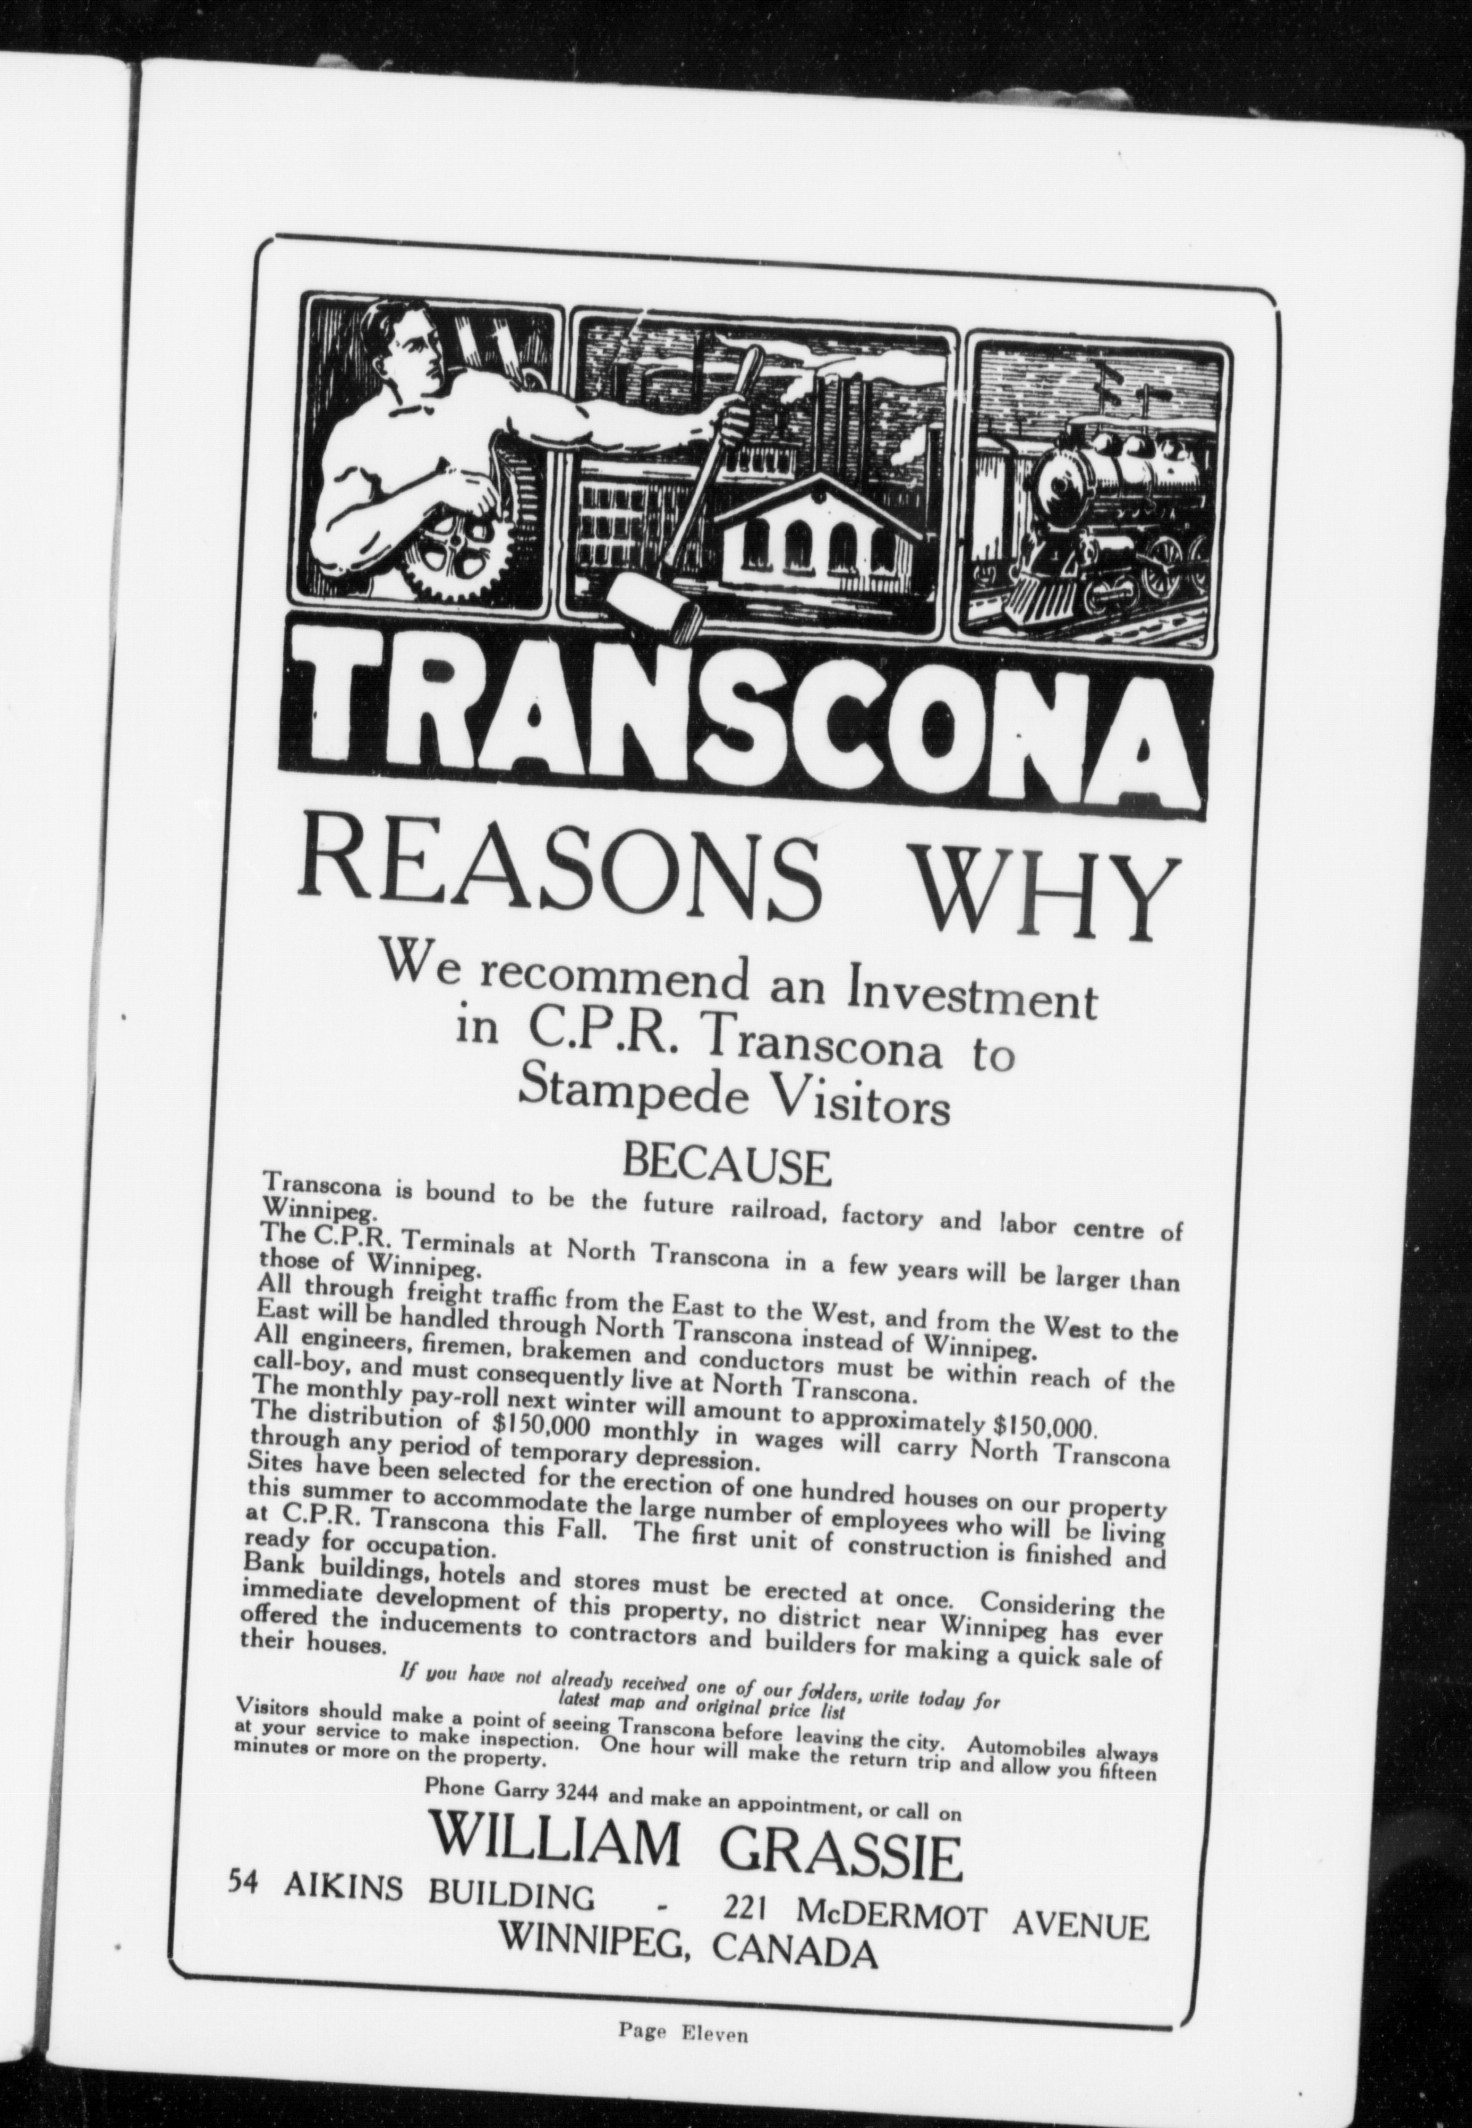 TRANSCONA
REASONS WHY
We recommend an Investment
in C.P.R. Transcona to
Stampede Visitors
BECAUSE
Transcona is bound to be the future railroad, factory and labor centre of
Winnipeg.
The C.P.R. Terminals at North Transcona in a few years will be larger than
those of Winnipeg.
All through freight traffic from the East to the West, and from the West to the
East will be handled through North Transcona instead of Winnipeg.
All engineers, firemen, brakemen and conductors must be within reach of the
call-boy, and must consequently live at North Transcona.
The monthly pay-roll next winter will amount to approximately $150,000.
The distribution of $150,000 monthly in wages will carry North Transcona
through any period of temporary depression.
Sites have been selected for the erection of one hundred houses on our property
this summer to accommodate the large number of employees who will be living
at C.P.R. Transcona this Fall. The first unit of construction is finished and
ready for occupation.
Bank buildings, hotels and stores must be erected at once. Considering the
immediate development of this property, no district near Winnipeg has ever
offered the inducements to contractors and builders for making a quick sale of
their houses.
If you have not already received one of our folders, write today for
latest map and original price list
Visitors should make a point of seeing Transcona before leaving the city. Automobiles always
at your service to make inspection. One hour will make the return trip and allow you fifteen
minutes or more on the property.
Phone Garry 3244 and make an appointment, or call on
WILLIAM GRASSIE
54 AIKINS BUILDING - 221 McDERMOT AVENUE
WINNIPEG, CANADA
Page Eleven